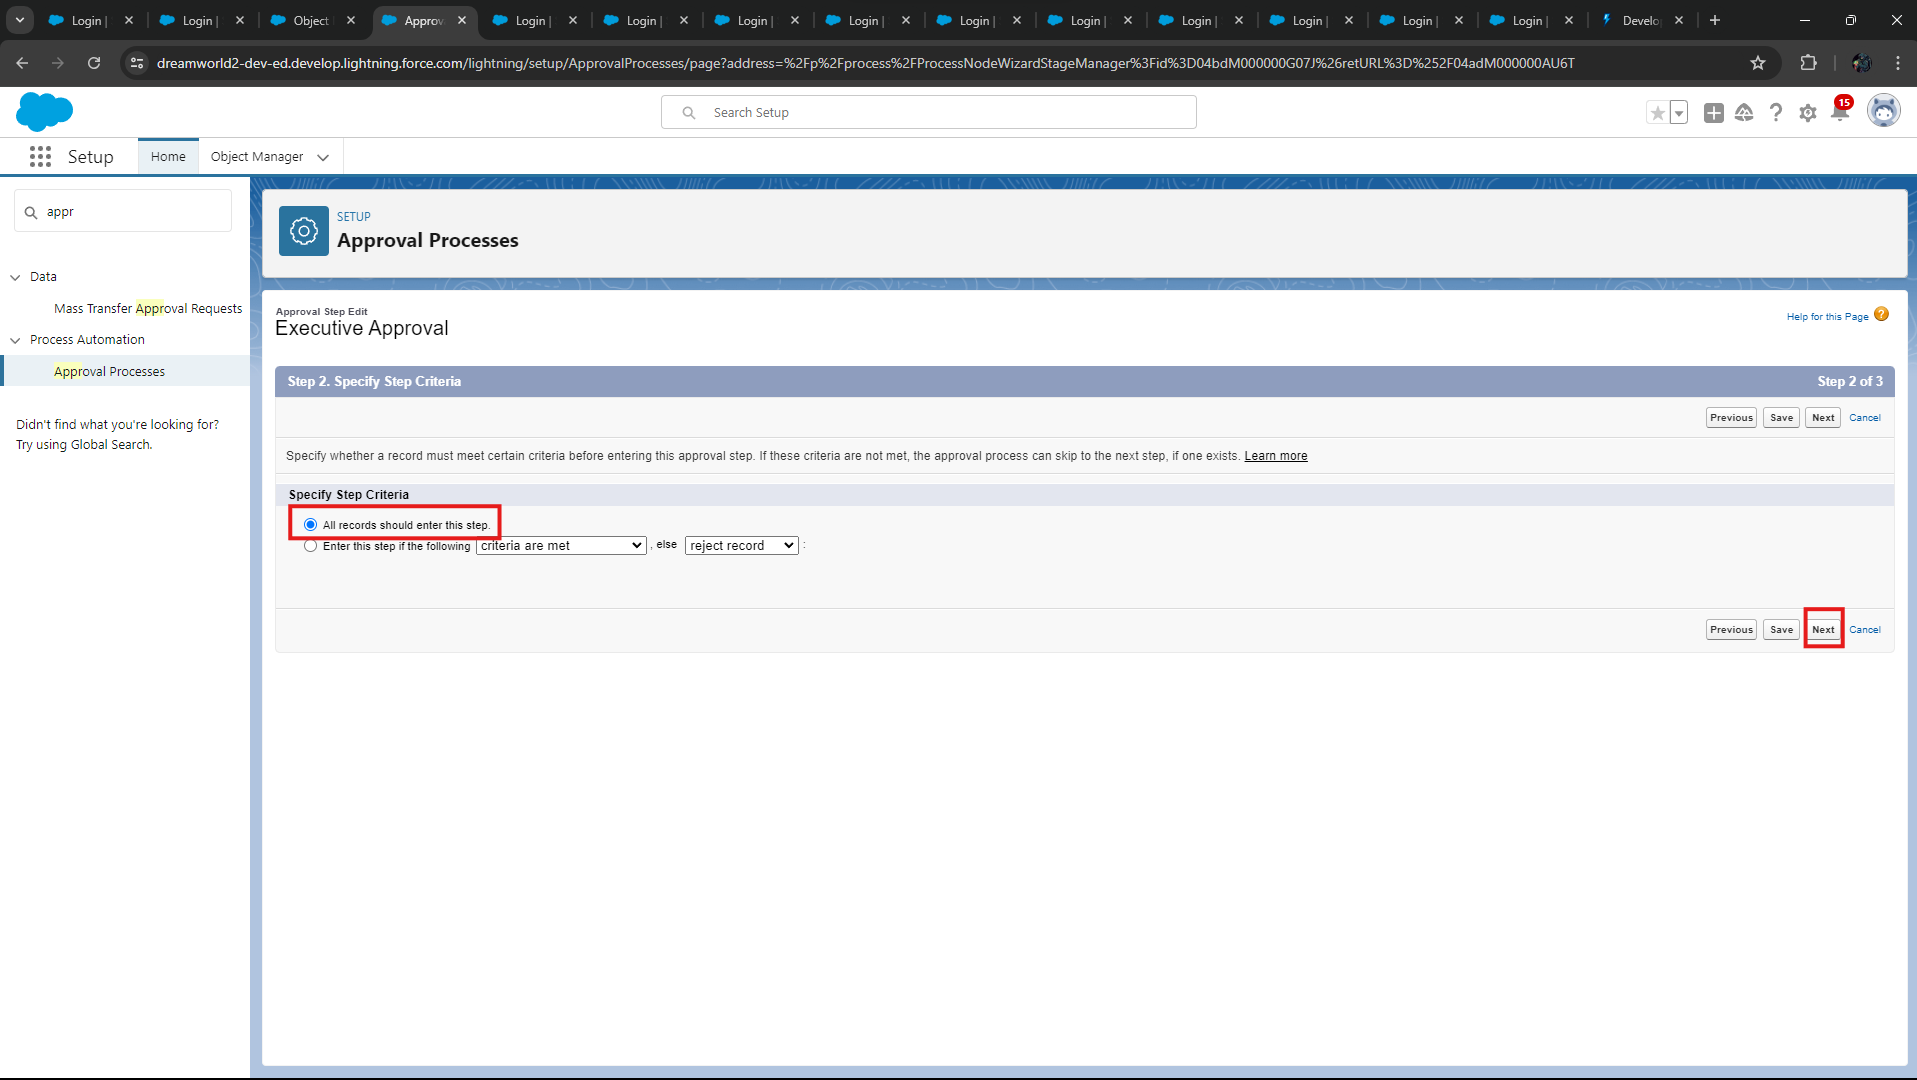 Login |
Login |
Object
Approv
Login |
Login |
Login |
Login |
Login |
Login |
Login |
Login |
Login |
Login |
Develo
dreamworld2-dev-ed.develop.lightning.force.com/lightning/setup/ApprovalProcesses/page?address=%2Fp%2Fprocess%2FProcessNodeWizardStageManager%3Fid%3D04bdM000000G07J%26retURL%3D%252F04adM000000AU6T
Search Setup
15
Setup
Home
Object Manager
appr
Data
Mass Transfer Approval Requests
Process Automation
Approval Processes
Didn't find what you're looking for?
Try using Global Search.
SETUP
Approval Processes
Approval Step Edit
Executive Approval
Help for this Page
Step 2. Specify Step Criteria
Step 2 of 3
Previous Save Next Cancel
Specify whether a record must meet certain criteria before entering this approval step. If these criteria are not met, the approval process can skip to the next step, if one exists. Learn more
Specify Step Criteria
All records should enter this step.
Enter this step if the following criteria are met , else reject record :
Previous Save Next Cancel